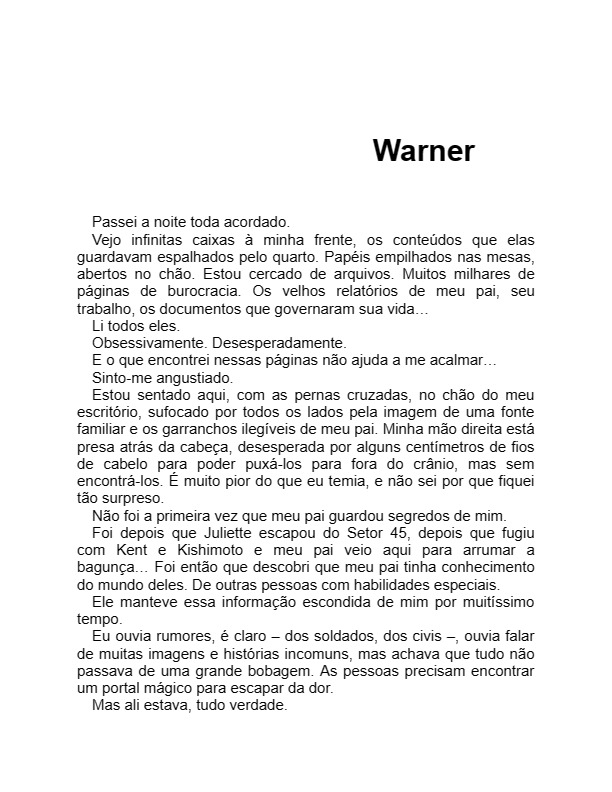 Warner
Passei a noite toda acordado.
Vejo infinitas caixas à minha frente, os conteúdos que elas
guardavam espalhados pelo quarto. Papéis empilhados nas mesas,
abertos no chão. Estou cercado de arquivos. Muitos milhares de
páginas de burocracia. Os velhos relatórios de meu pai, seu
trabalho, os documentos que governaram sua vida…
Li todos eles.
Obsessivamente. Desesperadamente.
E o que encontrei nessas páginas não ajuda a me acalmar…
Sinto-me angustiado.
Estou sentado aqui, com as pernas cruzadas, no chão do meu
escritório, sufocado por todos os lados pela imagem de uma fonte
familiar e os garranchos ilegíveis de meu pai. Minha mão direita está
presa atrás da cabeça, desesperada por alguns centímetros de fios
de cabelo para poder puxá-los para fora do crânio, mas sem
encontrá-los. É muito pior do que eu temia, e não sei por que fiquei
tão surpreso.
Não foi a primeira vez que meu pai guardou segredos de mim.
Foi depois que Juliette escapou do Setor 45, depois que fugiu
com Kent e Kishimoto e meu pai veio aqui para arrumar a
bagunça… Foi então que descobri que meu pai tinha conhecimento
do mundo deles. De outras pessoas com habilidades especiais.
Ele manteve essa informação escondida de mim por muitíssimo
tempo.
Eu ouvia rumores, é claro – dos soldados, dos civis –, ouvia falar
de muitas imagens e histórias incomuns, mas achava que tudo não
passava de uma grande bobagem. As pessoas precisam encontrar
um portal mágico para escapar da dor.
Mas ali estava, tudo verdade.